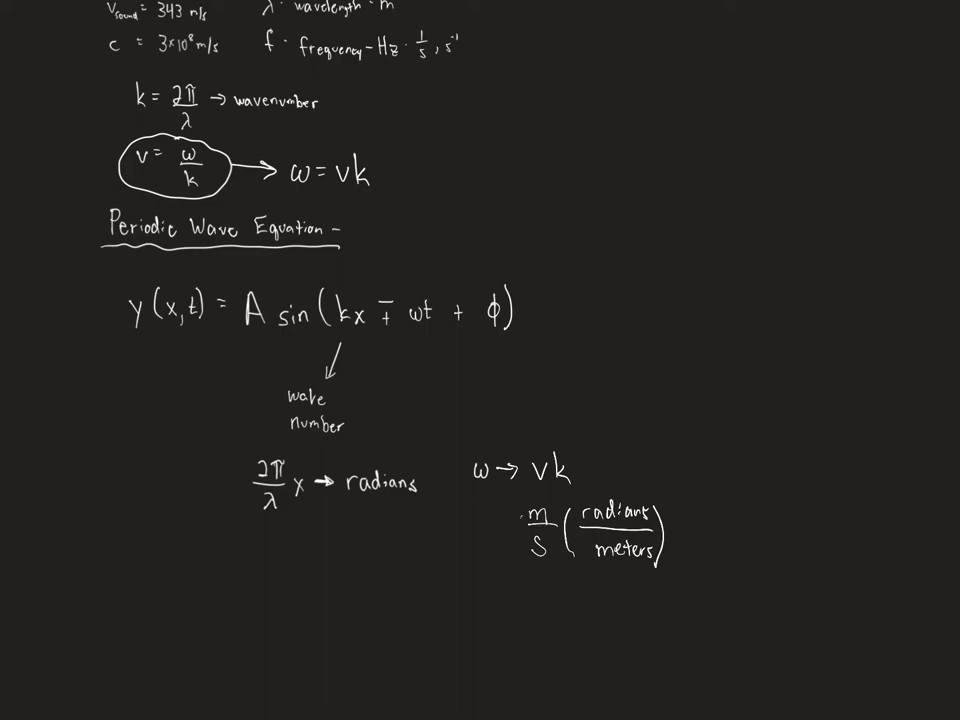 Vsound = 343 m/s
λ - wavelength - m
c = 3×10⁸ m/s
f - frequency - Hz · 1/s, s⁻¹
k = 2π/λ → wavenumber
v = ω/k → ω = vk
Periodic Wave Equation -
y(x,t) = A sin(kx ∓ ωt + ϕ)
wave
number
2π/λ x → radians
ω → vk
m/s (radians/meters)